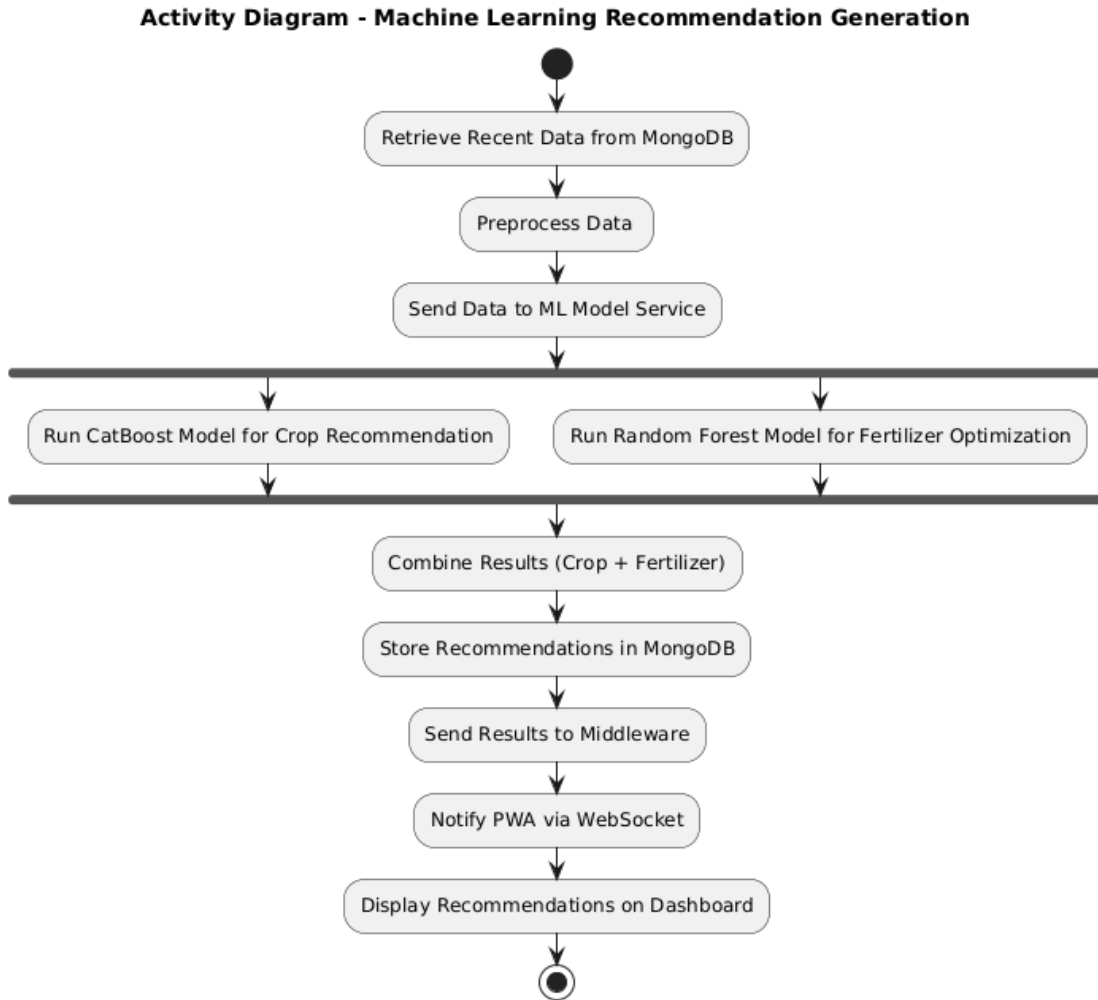 Activity Diagram - Machine Learning Recommendation Generation
Retrieve Recent Data from MongoDB
Preprocess Data
Send Data to ML Model Service
Run CatBoost Model for Crop Recommendation
Run Random Forest Model for Fertilizer Optimization
Combine Results (Crop + Fertilizer)
Store Recommendations in MongoDB
Send Results to Middleware
Notify PWA via WebSocket
Display Recommendations on Dashboard